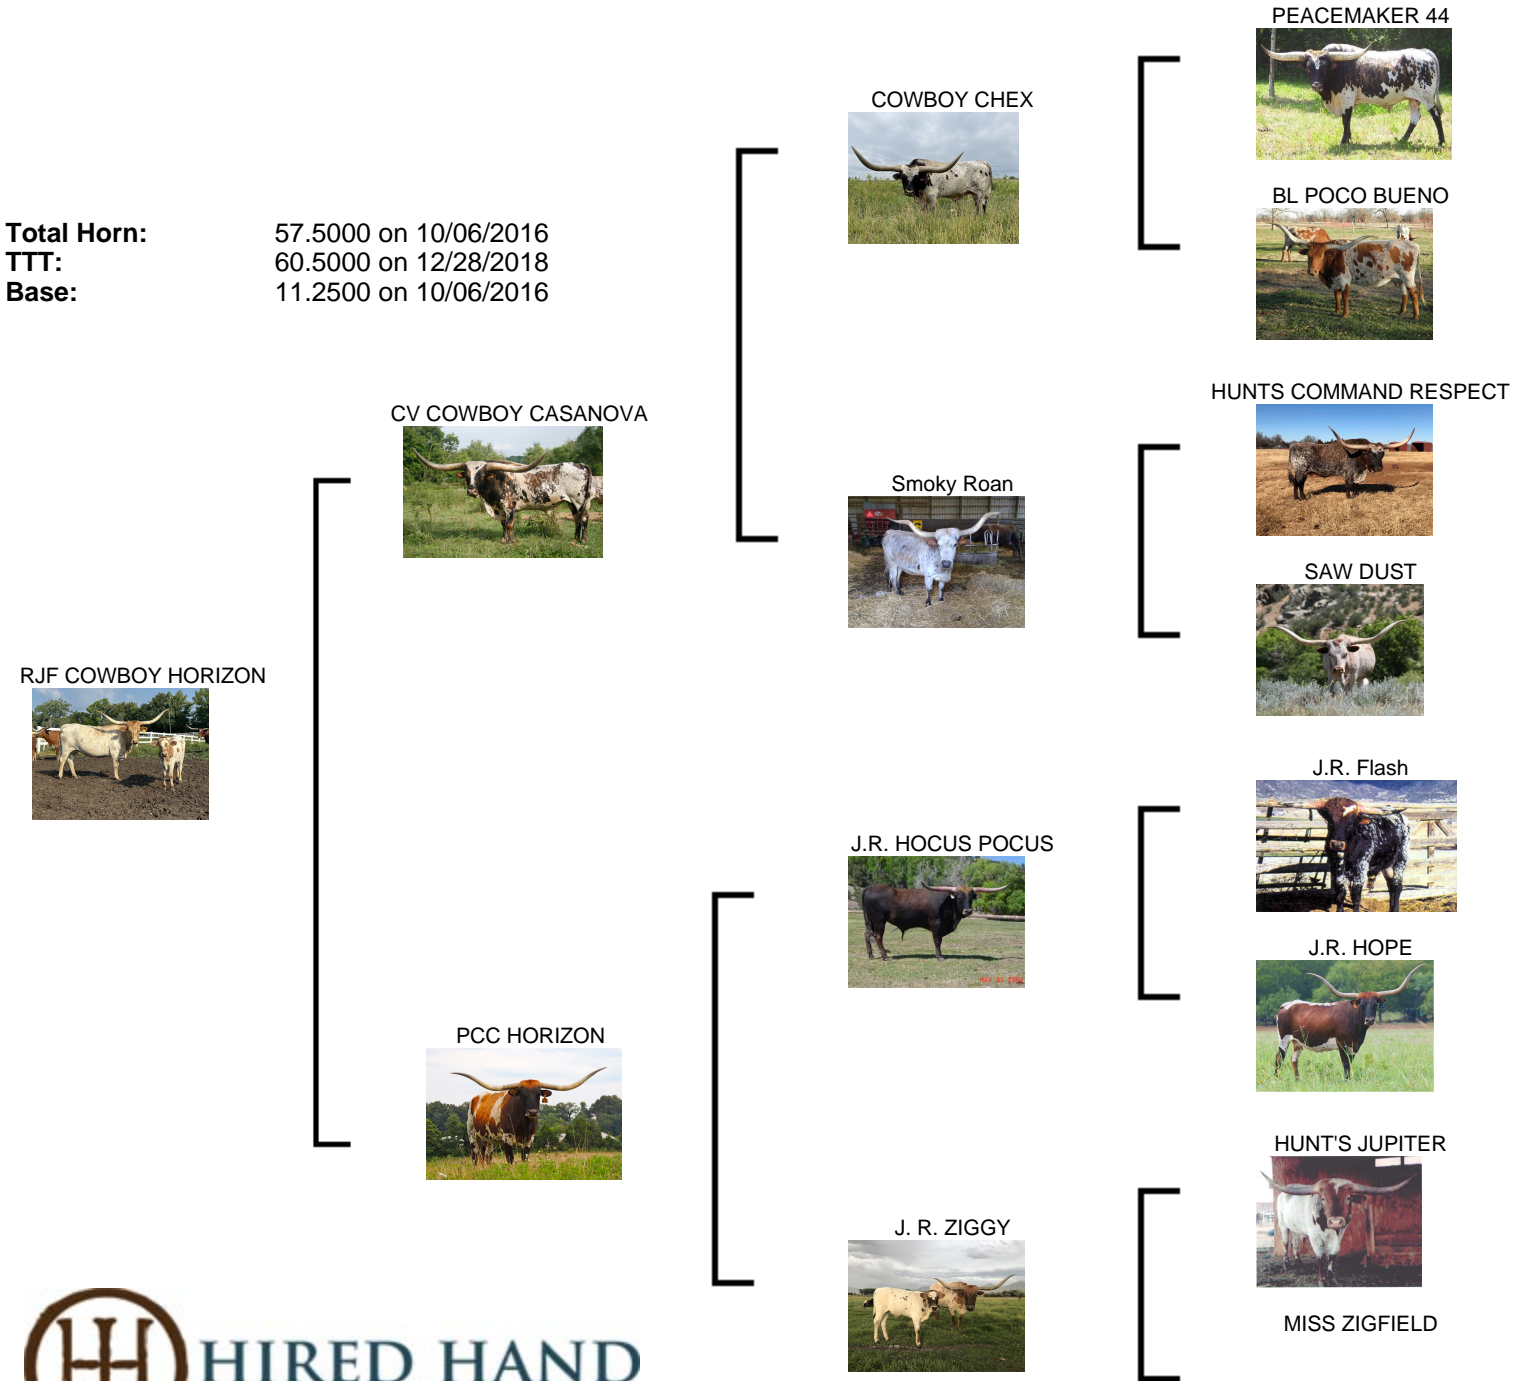 PEACEMAKER 44
COWBOY CHEX
BL POCO BUENO
Total Horn: 57.5000 on 10/06/2016
TTT: 60.5000 on 12/28/2018
Base: 11.2500 on 10/06/2016
HUNTS COMMAND RESPECT
CV COWBOY CASANOVA
Smoky Roan
SAW DUST
RJF COWBOY HORIZON
J.R. Flash
J.R. HOCUS POCUS
J.R. HOPE
PCC HORIZON
HUNT'S JUPITER
J. R. ZIGGY
MISS ZIGFIELD
HIRED HAND